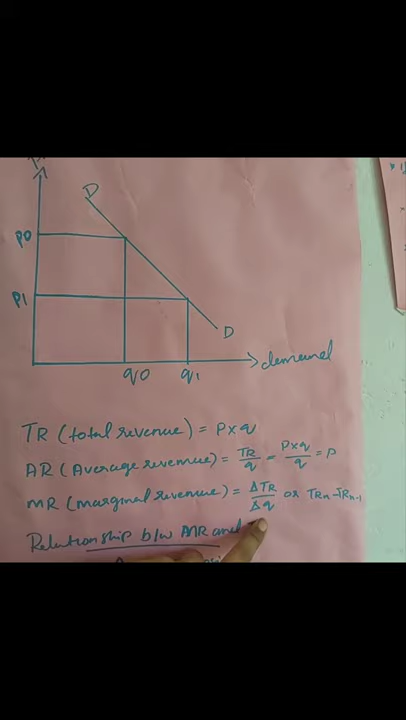 P
D
P0
P1
D
q0
q1
demand
TR (total revenue) = P×q
AR (Average revenue) = TR/q = P×q/q = P
MR (marginal revenue) = ΔTR/Δq or TRn-TRn-1
Relationship b/w MR and